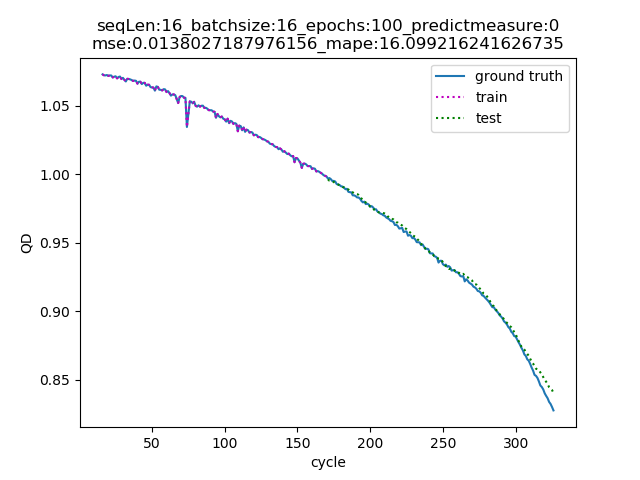 seqLen:16_batchsize:16_epochs:100_predictmeasure:0
mse:0.0138027187976156_mape:16.099216241626735
ground truth
train
test
1.05
1.00
0.95
0.90
0.85
QD
50 100 150 200 250 300
cycle